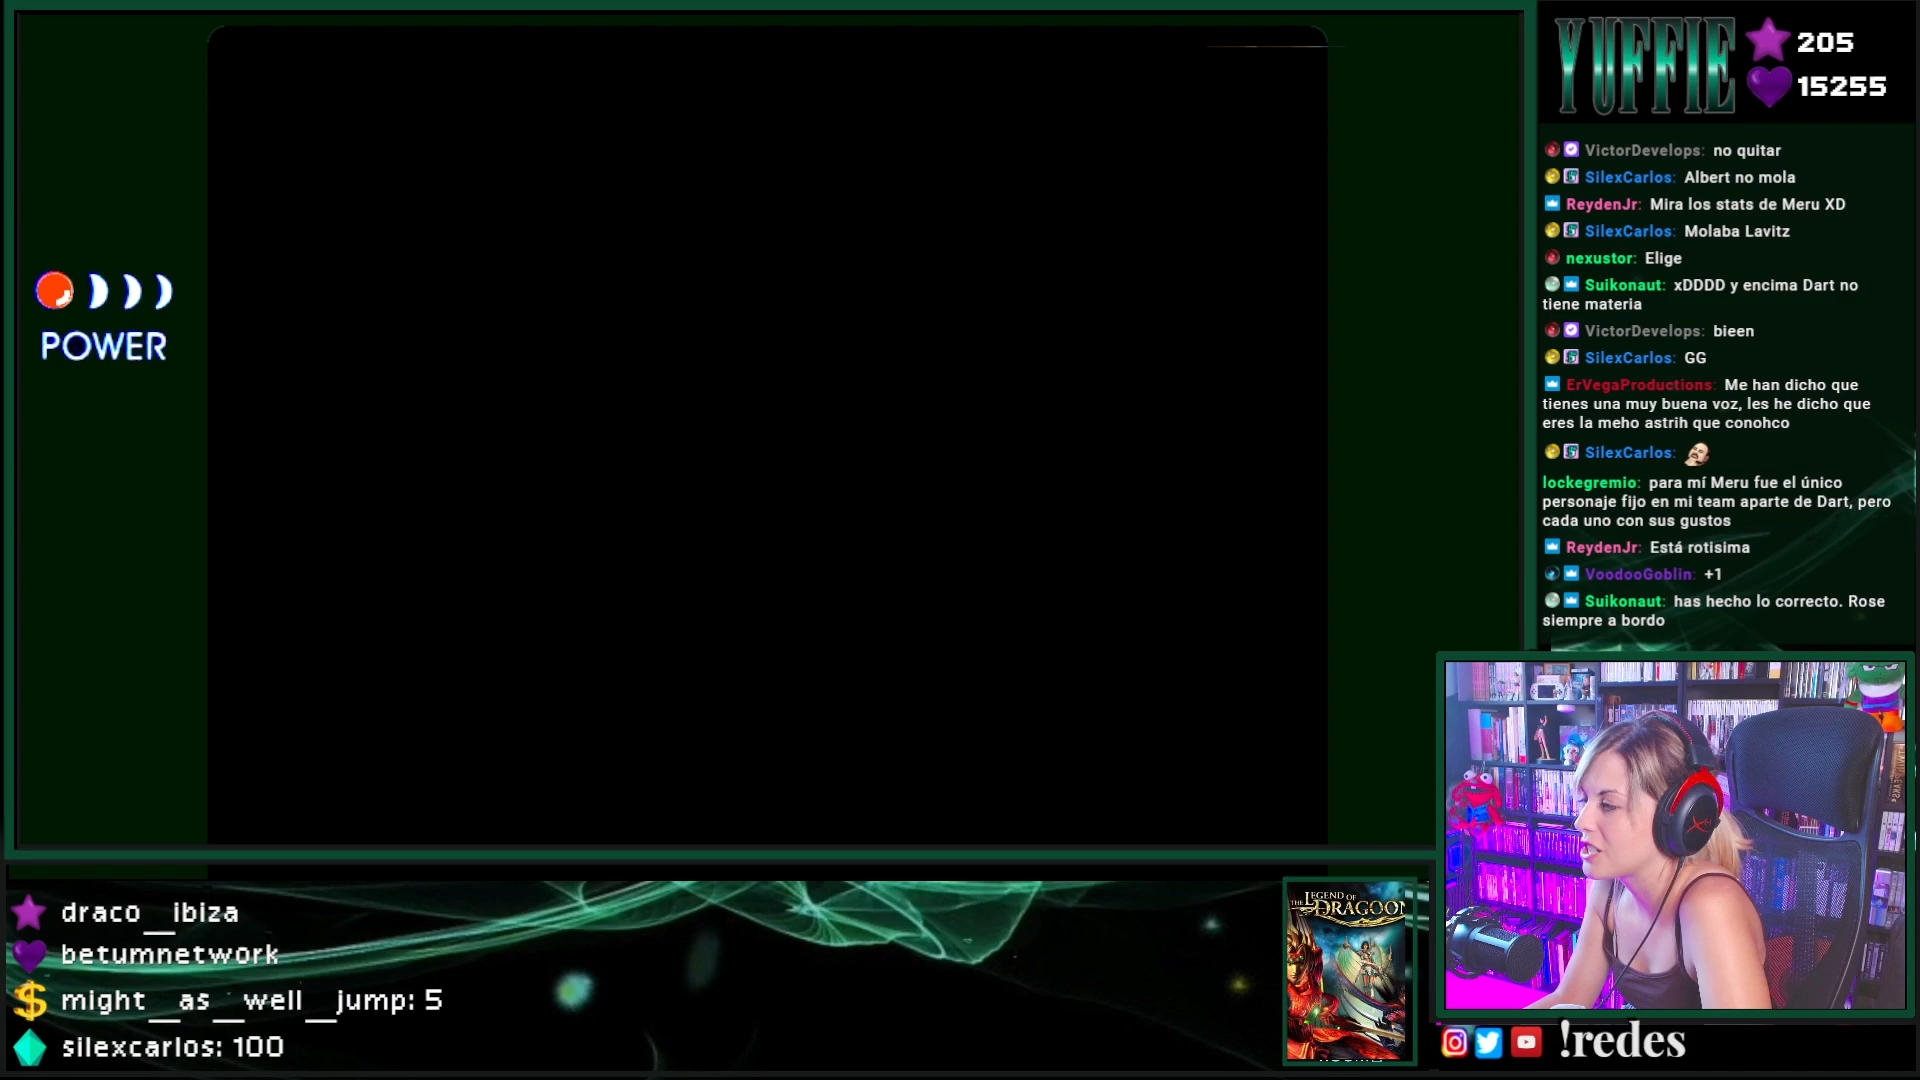 YUFFIE
205
15255
VictorDevelops: no quitar
SilexCarlos: Albert no mola
ReydenJr: Mira los stats de Meru XD
SilexCarlos: Molaba Lavitz
nexustor: Elige
Suikonaut: xDDDD y encima Dart no
tiene materia
VictorDevelops: bieen
SilexCarlos: GG
ErVegaProductions: Me han dicho que
tienes una muy buena voz, les he dicho que
eres la meho astrih que conohco
SilexCarlos:
lockegremio: para mí Meru fue el único
personaje fijo en mi team aparte de Dart, pero
cada uno con sus gustos
ReydenJr: Está rotisima
VoodooGoblin: +1
Suikonaut: has hecho lo correcto. Rose
siempre a bordo
POWER
draco__ibiza
betumnetwork
might__as__well__jump: 5
silexcarlos: 100
THE LEGEND OF
DRAGOON
!redes